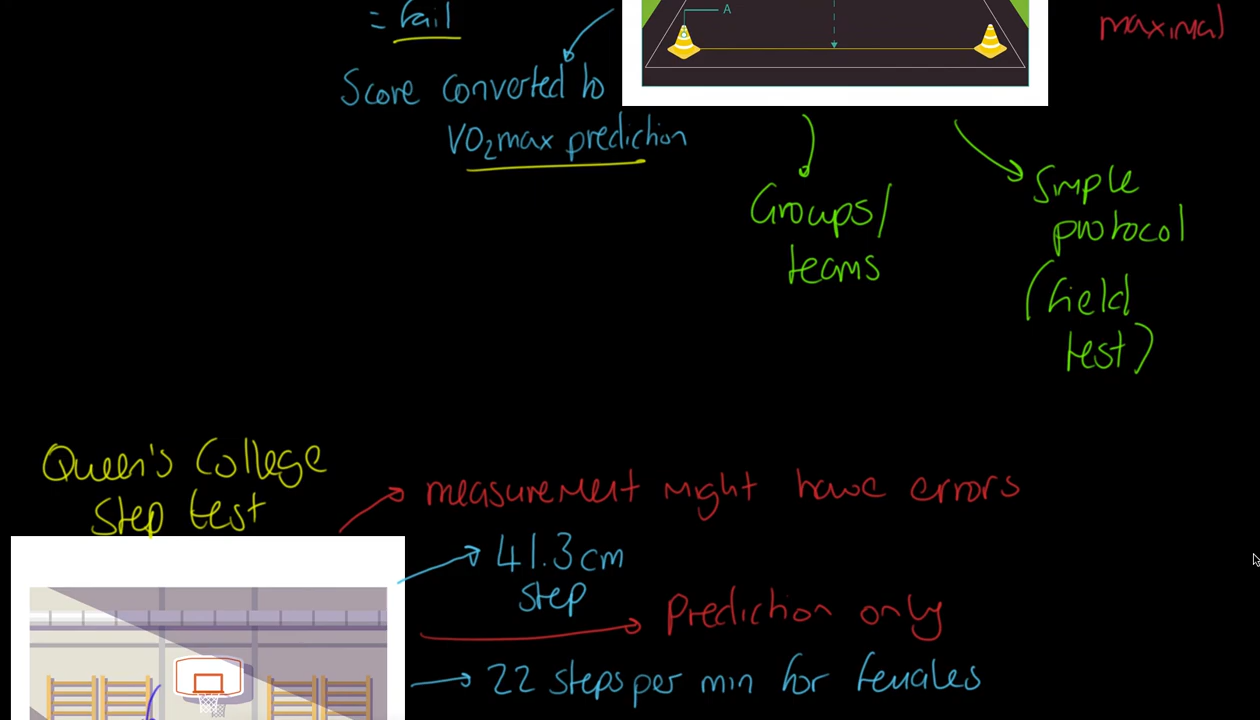 = fail
A
maximal
Score converted to
VO2max prediction
Groups/
teams
Simple
protocol
(field
test)
Queen's College
Step test
measurement might have errors
41.3cm
step
Prediction only
22 steps per min for females